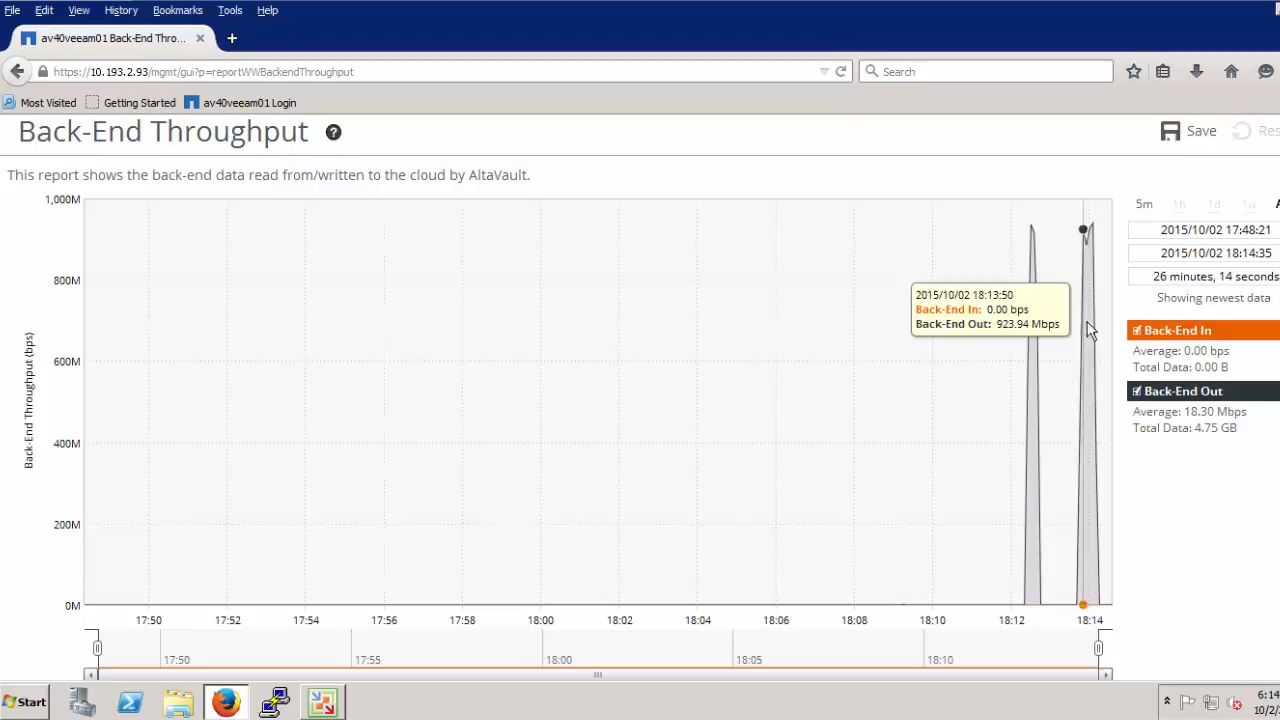 File Edit View History Bookmarks Tools Help
av40veeam01 Back-End Thro... × +
https://10.193.2.93/mgmt/gui?p=reportWWBackendThroughput
Search
Most Visited Getting Started av40veeam01 Login
Back-End Throughput ?
Save Res
This report shows the back-end data read from/written to the cloud by AltaVault.
5m 1h 1d 1w A
2015/10/02 17:48:21
2015/10/02 18:14:35
26 minutes, 14 seconds
Showing newest data
Back-End In
Average: 0.00 bps
Total Data: 0.00 B
Back-End Out
Average: 18.30 Mbps
Total Data: 4.75 GB
Back-End Throughput (bps)
1,000M
800M
600M
400M
200M
0M
2015/10/02 18:13:50
Back-End In: 0.00 bps
Back-End Out: 923.94 Mbps
17:50 17:52 17:54 17:56 17:58 18:00 18:02 18:04 18:06 18:08 18:10 18:12 18:14
17:50 17:55 18:00 18:05 18:10
Start
6:14
10/2/